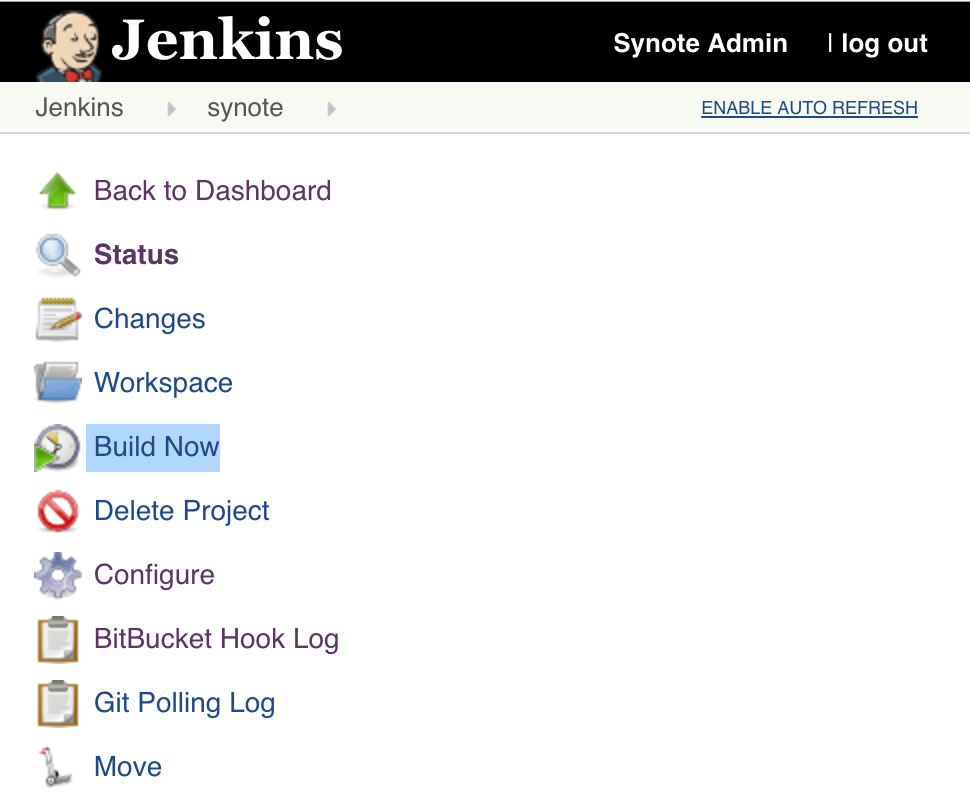 Jenkins Synote Admin | log out
Jenkins synote ENABLE AUTO REFRESH
Back to Dashboard
Status
Changes
Workspace
Build Now
Delete Project
Configure
BitBucket Hook Log
Git Polling Log
Move